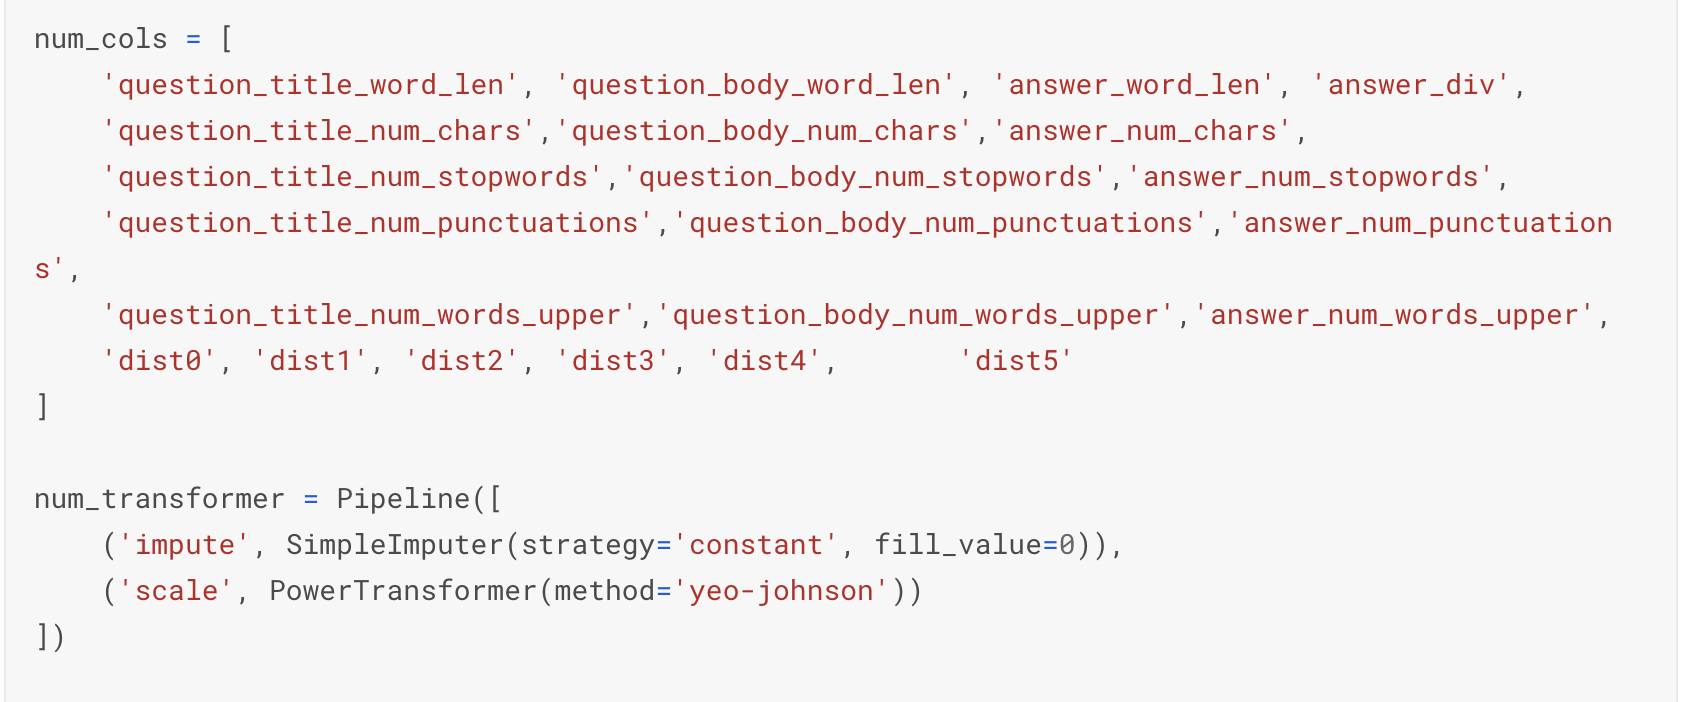 num_cols = [
    'question_title_word_len', 'question_body_word_len', 'answer_word_len', 'answer_div',
    'question_title_num_chars','question_body_num_chars','answer_num_chars',
    'question_title_num_stopwords','question_body_num_stopwords','answer_num_stopwords',
    'question_title_num_punctuations','question_body_num_punctuations','answer_num_punctuation
s',
    'question_title_num_words_upper','question_body_num_words_upper','answer_num_words_upper',
    'dist0', 'dist1', 'dist2', 'dist3', 'dist4',       'dist5'
]

num_transformer = Pipeline([
    ('impute', SimpleImputer(strategy='constant', fill_value=0)),
    ('scale', PowerTransformer(method='yeo-johnson'))
])